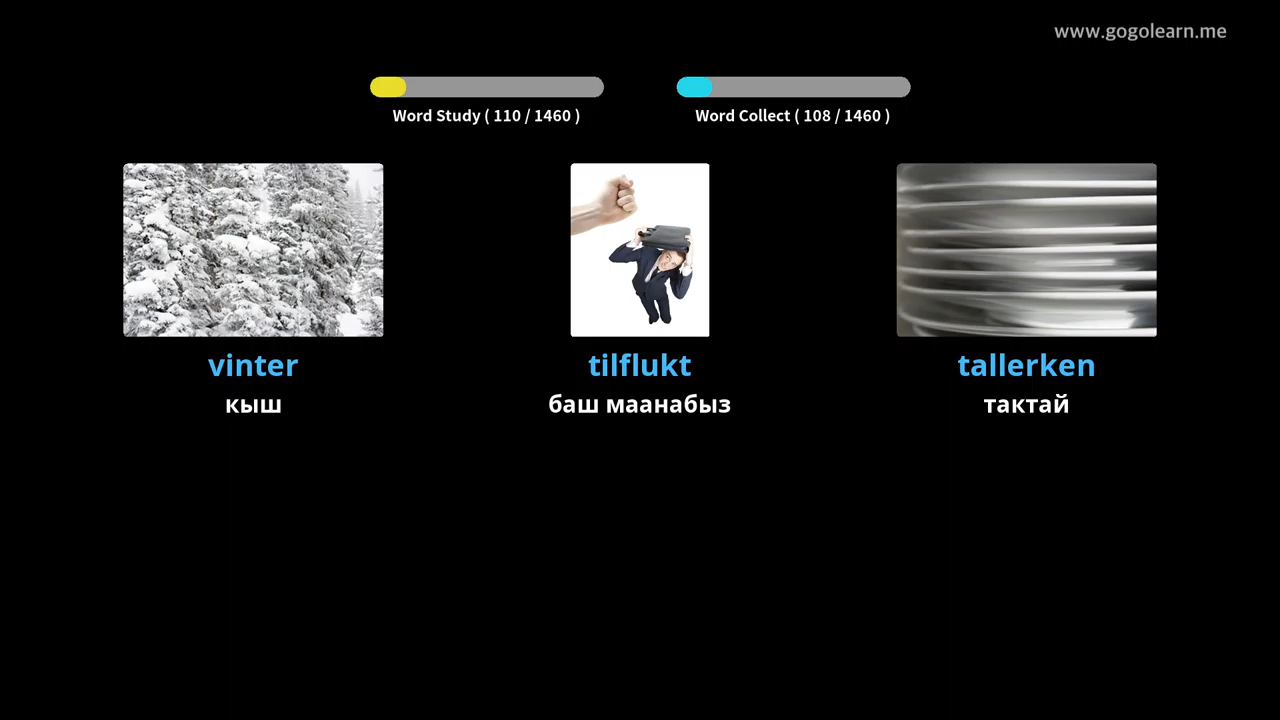 www.gogolearn.me
Word Study ( 110 / 1460 )
Word Collect ( 108 / 1460 )
vinter
tilflukt
tallerken
кыш
баш маанабыз
тактай